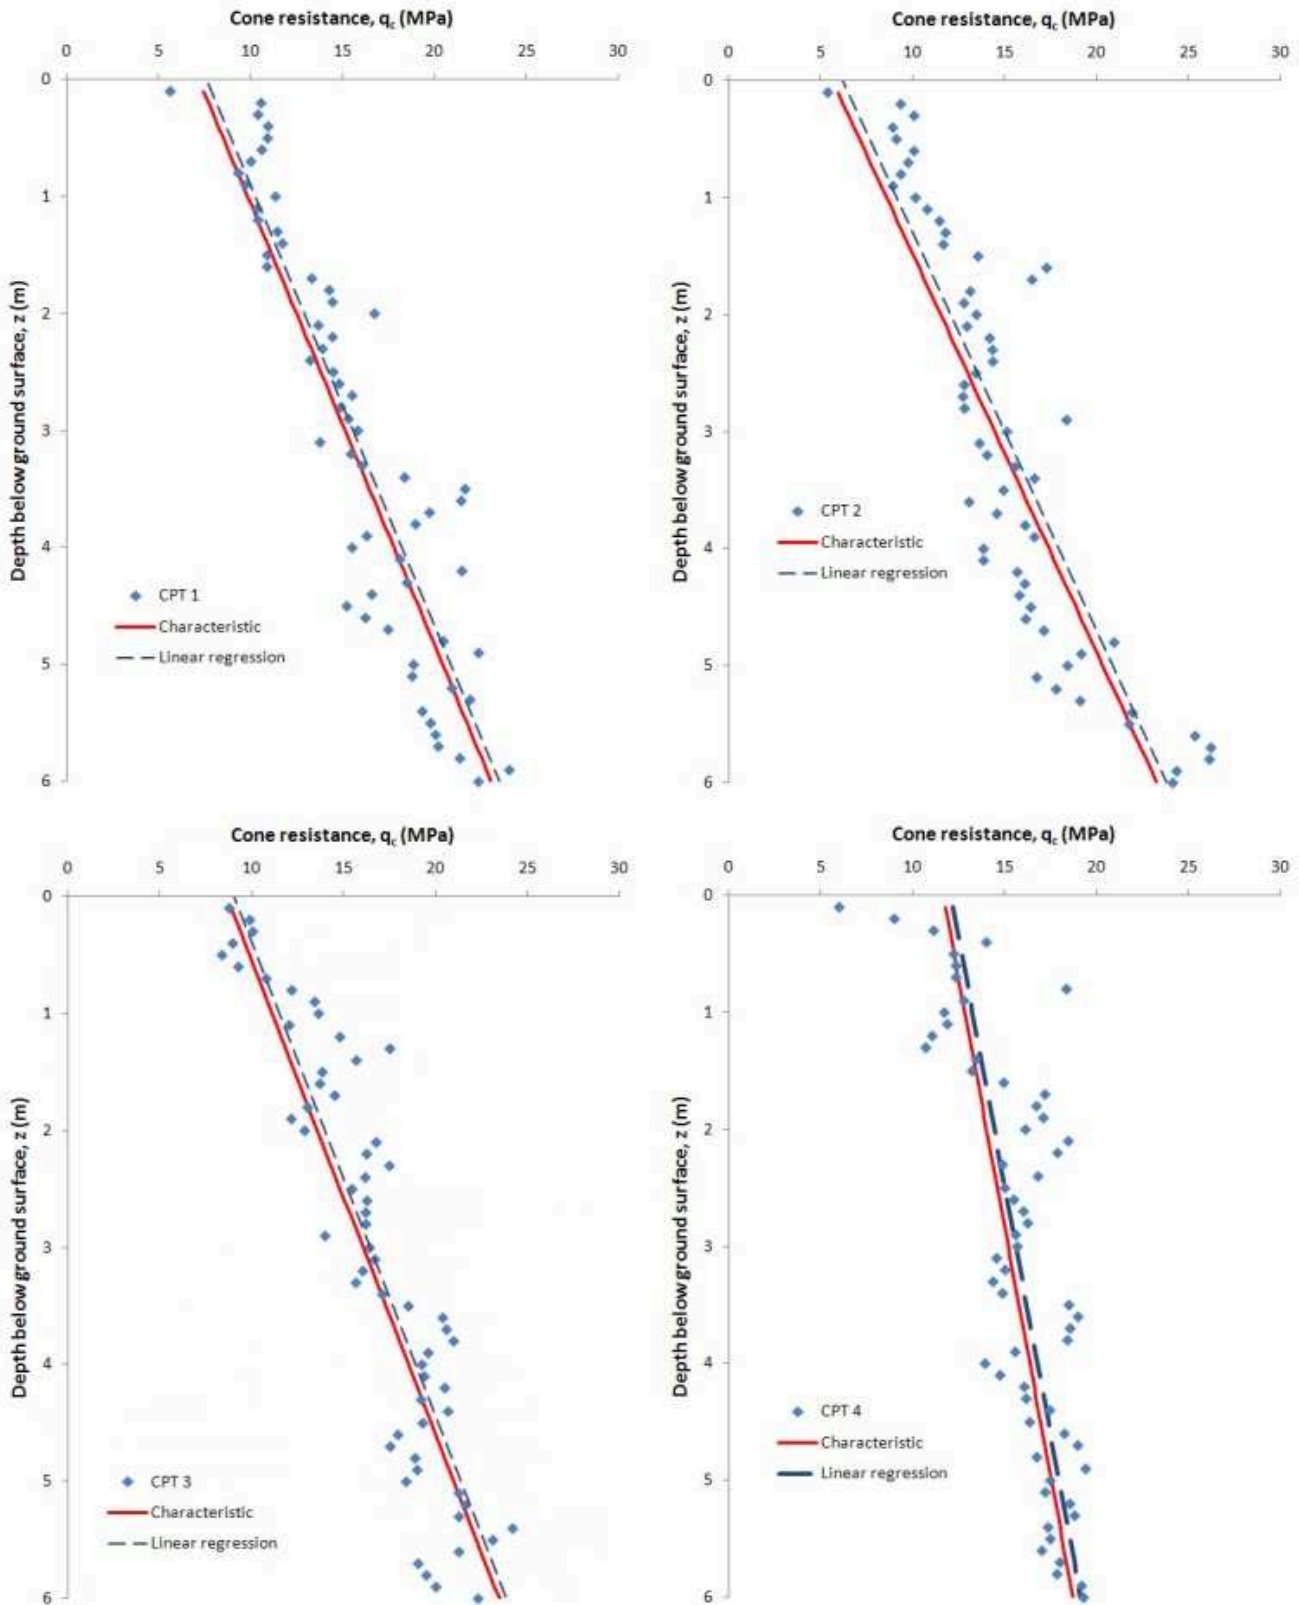 Cone resistance, qc (MPa)
0 5 10 15 20 25 30
0
1
2
3
4
5
6
Depth below ground surface, z (m)
CPT 1
Characteristic
Linear regression
Cone resistance, qc (MPa)
0 5 10 15 20 25 30
0
1
2
3
4
5
6
Depth below ground surface, z (m)
CPT 2
Characteristic
Linear regression
Cone resistance, qc (MPa)
0 5 10 15 20 25 30
0
1
2
3
4
5
6
Depth below ground surface, z (m)
CPT 3
Characteristic
Linear regression
Cone resistance, qc (MPa)
0 5 10 15 20 25 30
0
1
2
3
4
5
6
Depth below ground surface, z (m)
CPT 4
Characteristic
Linear regression